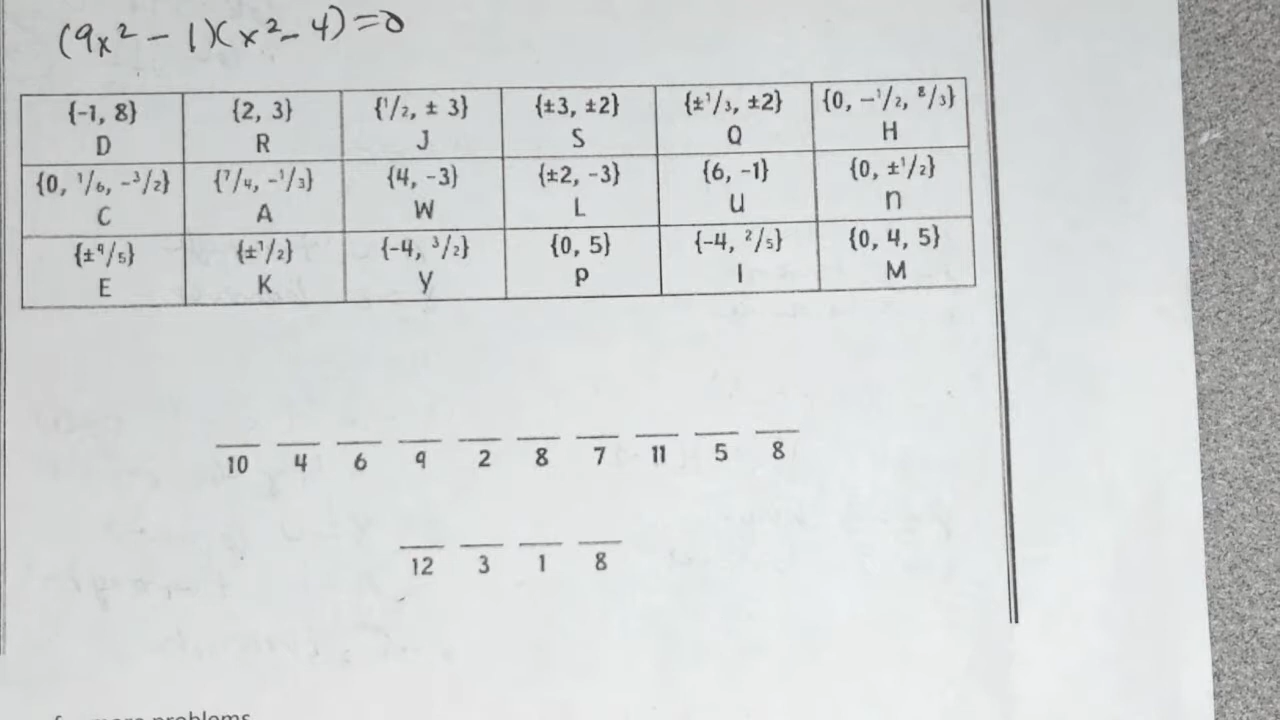 (9x² - 1)(x² - 4) = 0
{-1, 8} {2, 3} {1/2, ± 3} {±3, ±2} {±1/3, ±2} {0, -1/2, 8/3}
D R J S Q H
{0, 1/6, -3/2} {7/4, -1/3} {4, -3} {±2, -3} {6, -1} {0, ±1/2}
C A W L U n
{±9/5} {±7/2} {-4, 3/2} {0, 5} {-4, 2/5} {0, 4, 5}
E K Y P I M
10 4 6 9 2 8 7 11 5 8
12 3 1 8
more problems